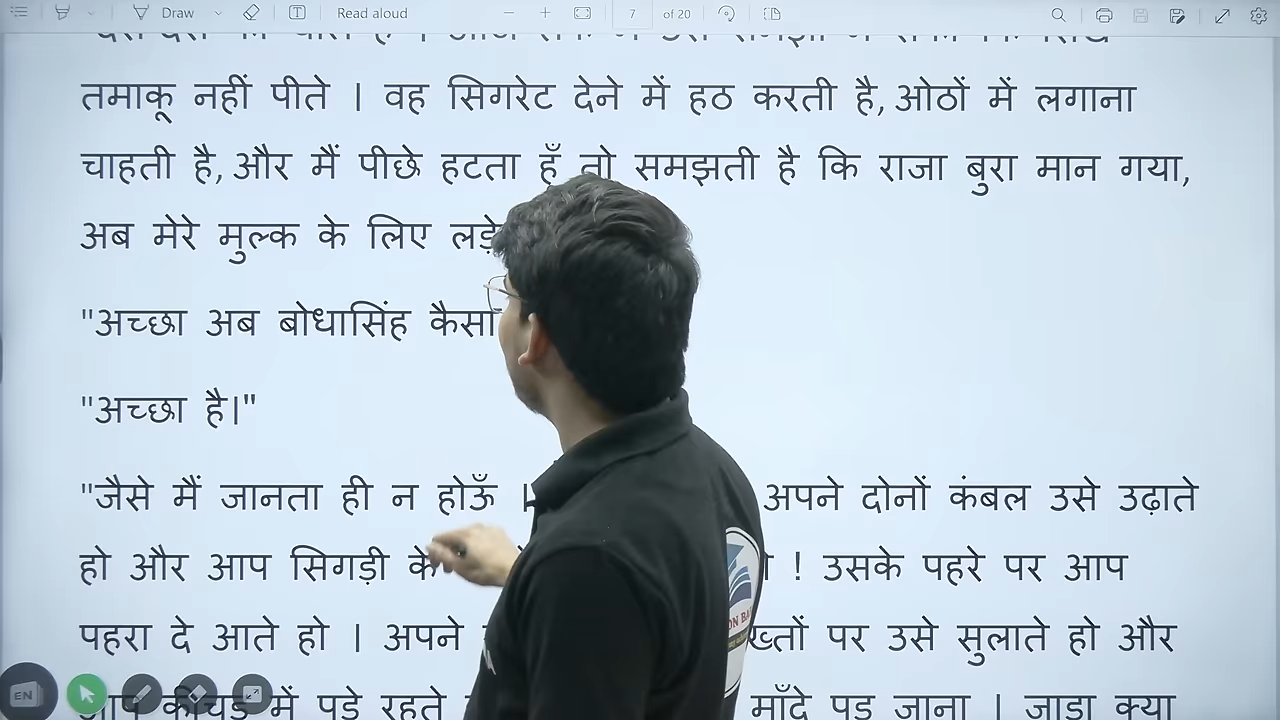 Draw Read aloud 7 of 20
तमाकू नहीं पीते । वह सिगरेट देने में हठ करती है, ओठों में लगाना
चाहती है, और मैं पीछे हटता हूँ तो समझती है कि राजा बुरा मान गया,
अब मेरे मुल्क के लिए
"अच्छा अब बोधासिंह कैसा
"अच्छा है।"
"जैसे मैं जानता ही न होऊँ । अपने दोनों कंबल उसे उढ़ाते
हो और आप सिगड़ी के ! उसके पहरे पर आप
पहरा दे आते हो । अपने पर उसे सुलाते हो और
में पड़े रहते माँदे पड़ जाना । जाड़ा क्या
EN